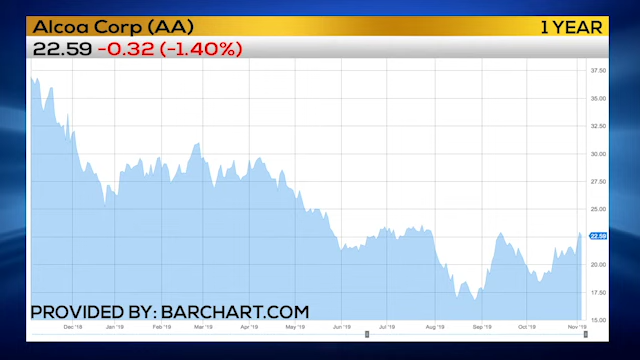 Alcoa Corp (AA) 1 YEAR
22.59 -0.32 (-1.40%)
37.50
35.00
32.50
30.00
27.50
25.00
22.59
20.00
17.50
15.00
PROVIDED BY: BARCHART.COM
Dec '18 Jan '19 Feb '19 Mar '19 Apr '19 May '19 Jun '19 Jul '19 Aug '19 Sep '19 Oct '19 Nov '19